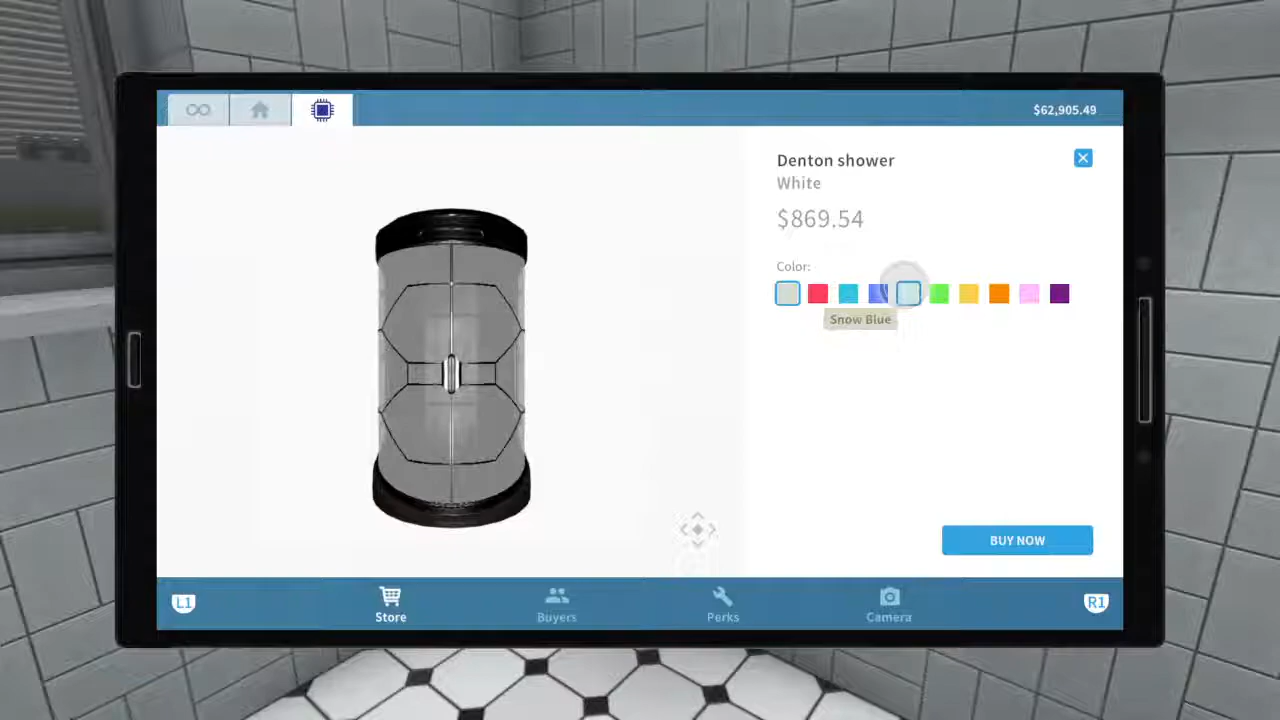 $62,905.49
Denton shower
White
$869.54
Color:
Snow Blue
BUY NOW
L1
Store
Buyers
Perks
Camera
R1